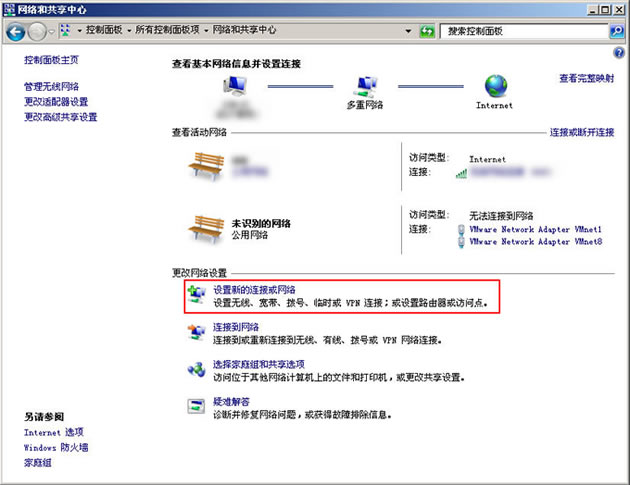 网络和共享中心
控制面板 ▾ 所有控制面板项 ▾ 网络和共享中心
搜索控制面板
控制面板主页
管理无线网络
更改适配器设置
更改高级共享设置
查看基本网络信息并设置连接
查看完整映射
多重网络
Internet
查看活动网络
连接或断开连接
访问类型: Internet
连接:
未识别的网络
公用网络
访问类型: 无法连接到网络
连接: VMware Network Adapter VMnet1
VMware Network Adapter VMnet8
更改网络设置
设置新的连接或网络
设置无线、宽带、拨号、临时或 VPN 连接；或设置路由器或访问点。
连接到网络
连接到或重新连接到无线、有线、拨号或 VPN 网络连接。
选择家庭组和共享选项
访问位于其他网络计算机上的文件和打印机，或更改共享设置。
疑难解答
诊断并修复网络问题，或获得故障排除信息。
另请参阅
Internet 选项
Windows 防火墙
家庭组